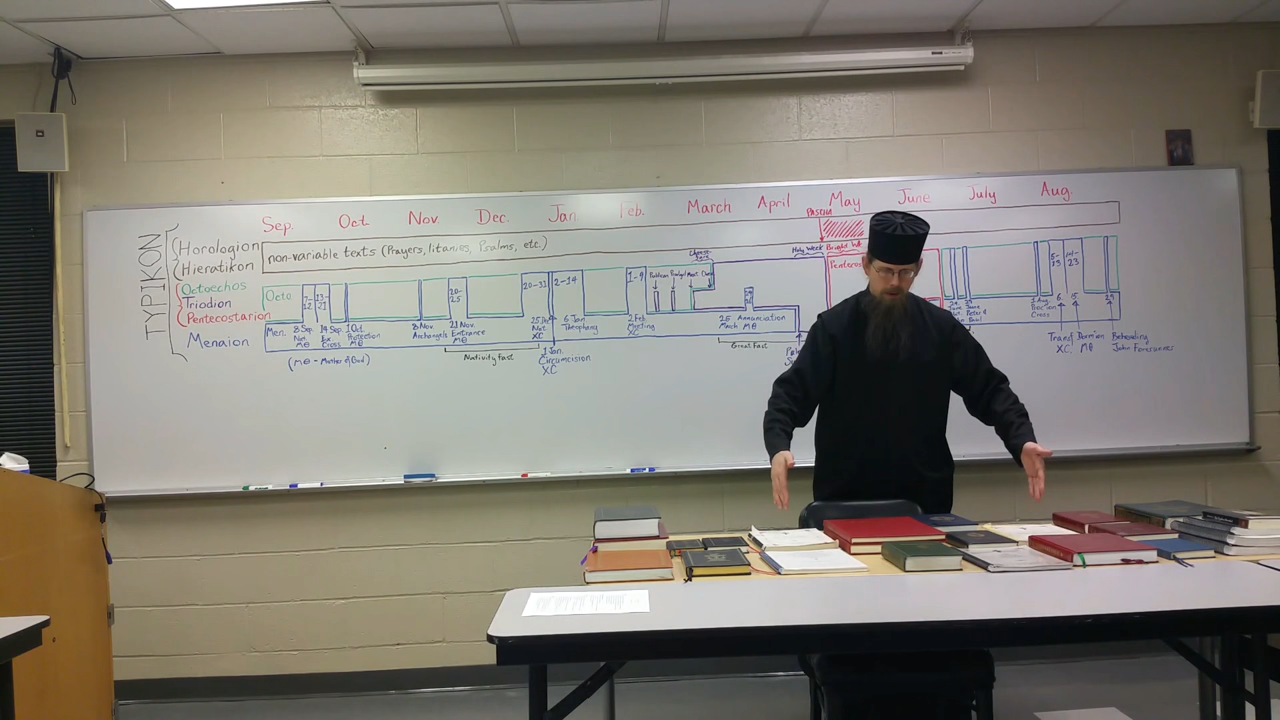 Sep. Oct. Nov. Dec. Jan Feb. March April May June July Aug.
TYPIKON
PASCHA
Horologion
non-variable texts (Prayers, litanies, Psalms, etc.)
Hieratikon
Holy Week Bright Wk
Octoechos
Octo
20-25
20-31
2-14
1-9
Triodion
Pentecostarion
Menaion
Men.
8 Sep. Nat. MΘ
14 Sep. Ex. Cross
1 Oct Protection MΘ
8 Nov. Archangels
21 Nov. Entrance MΘ
25 Dec. Nat. XC
6 Jan Theophany
2 Feb Meeting XC
25 March Annunciation MΘ
1 Aug.
Cross
6
15
29
(MΘ - Mother of God)
Nativity Fast
1 Jan. Circumcision XC
Great Fast
Transf. XC
Dorm'on MΘ
Beheading John Forerunner